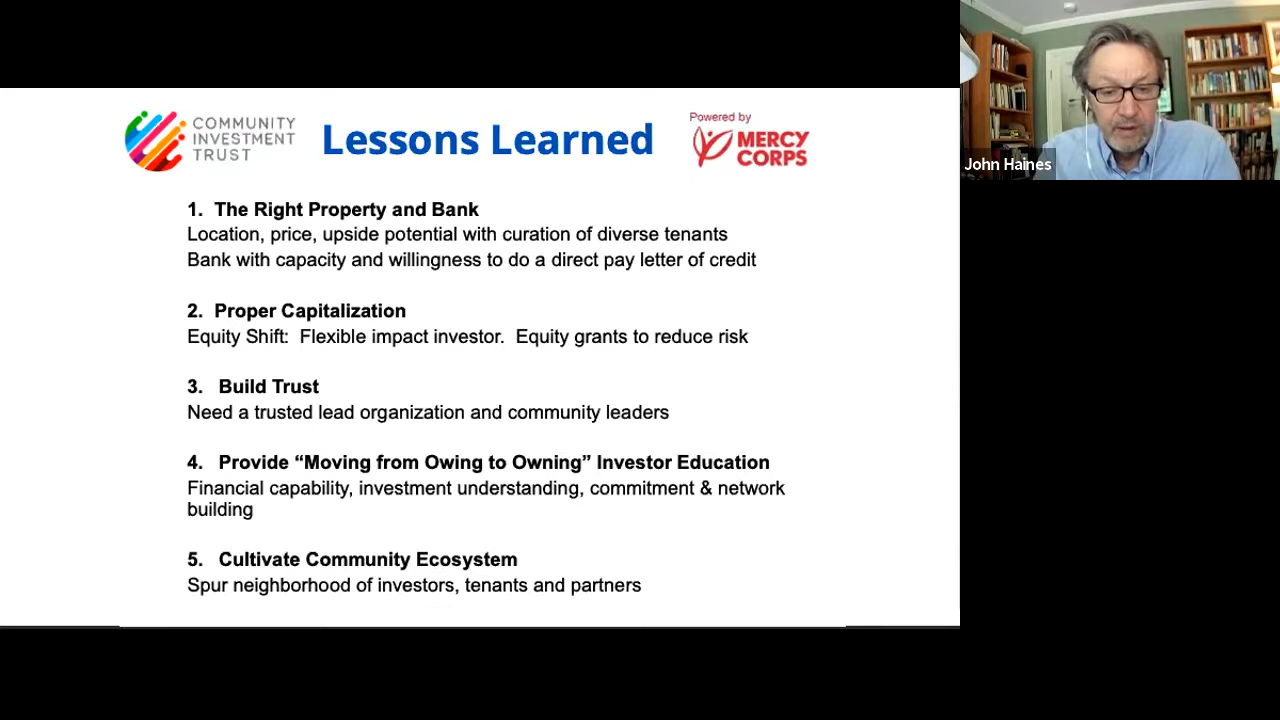 COMMUNITY
INVESTMENT
TRUST
Lessons Learned
Powered by
MERCY
CORPS
John Haines
1. The Right Property and Bank
Location, price, upside potential with curation of diverse tenants
Bank with capacity and willingness to do a direct pay letter of credit
2. Proper Capitalization
Equity Shift: Flexible impact investor. Equity grants to reduce risk
3. Build Trust
Need a trusted lead organization and community leaders
4. Provide “Moving from Owing to Owning” Investor Education
Financial capability, investment understanding, commitment & network
building
5. Cultivate Community Ecosystem
Spur neighborhood of investors, tenants and partners